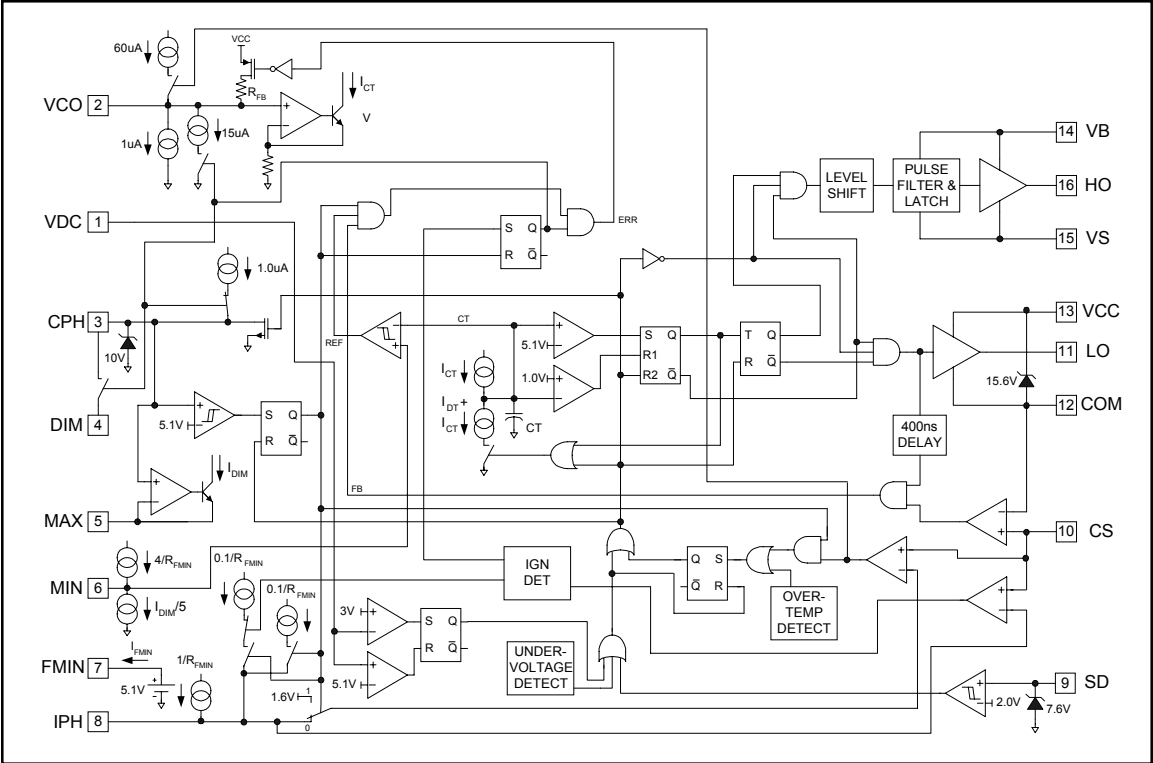 60uA
VCC
R_FB
I_CT
V
VCO 2
1uA
15uA
VDC 1
1.0uA
CPH 3
10V
DIM 4
5.1V
S Q
R Q̅
I_DIM
MAX 5
4/R_FMIN
MIN 6
I_DIM/5
I_FMIN
FMIN 7
5.1V
1/R_FMIN
IPH 8
0.1/R_FMIN
0.1/R_FMIN
1.6V
1
0
3V
5.1V
S Q
R Q̅
UNDER-
VOLTAGE
DETECT
IGN
DET
Q S
Q̅ R
OVER-
TEMP
DETECT
REF
CT
I_CT
I_DT+
I_CT
CT
5.1V
1.0V
S Q
R1
R2 Q̅
T Q
R Q̅
FB
S Q
R Q̅
ERR
LEVEL
SHIFT
PULSE
FILTER &
LATCH
14 VB
16 HO
15 VS
13 VCC
11 LO
15.6V
12 COM
400ns
DELAY
10 CS
9 SD
2.0V
7.6V